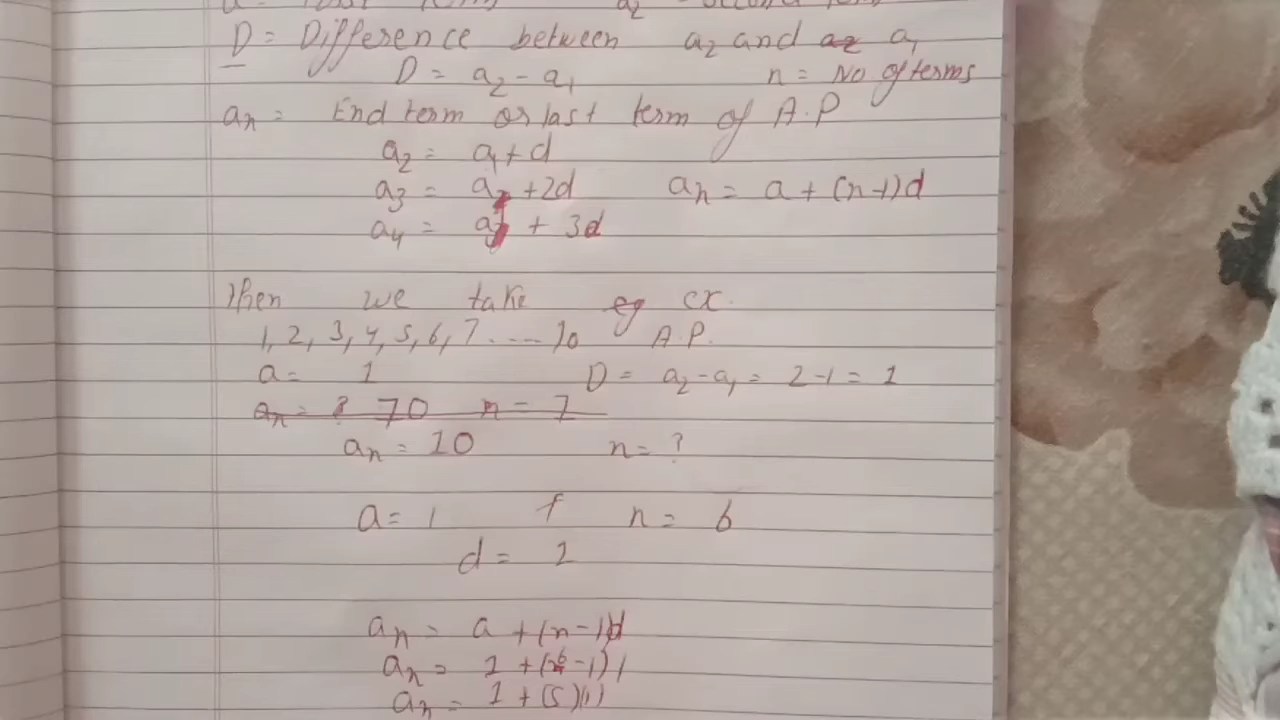 D = Difference between a2 and a2 a1
D = a2 - a1 n = No of terms
an = End term or last term of A.P
a2 = a1 + d
a3 = a1 + 2d an = a + (n-1)d
a4 = a1 + 3d
Then we take eg ex.
1, 2, 3, 4, 5, 6, 7 .... 10 A.P.
a = 1 D = a2 - a1 = 2-1 = 1
an = ? 70 n = 7
an = 10 n = ?
a = 1 n = 6
d = 1
an = a + (n-1)d
an = 1 + (6-1)1
an = 1 + (5)(1)